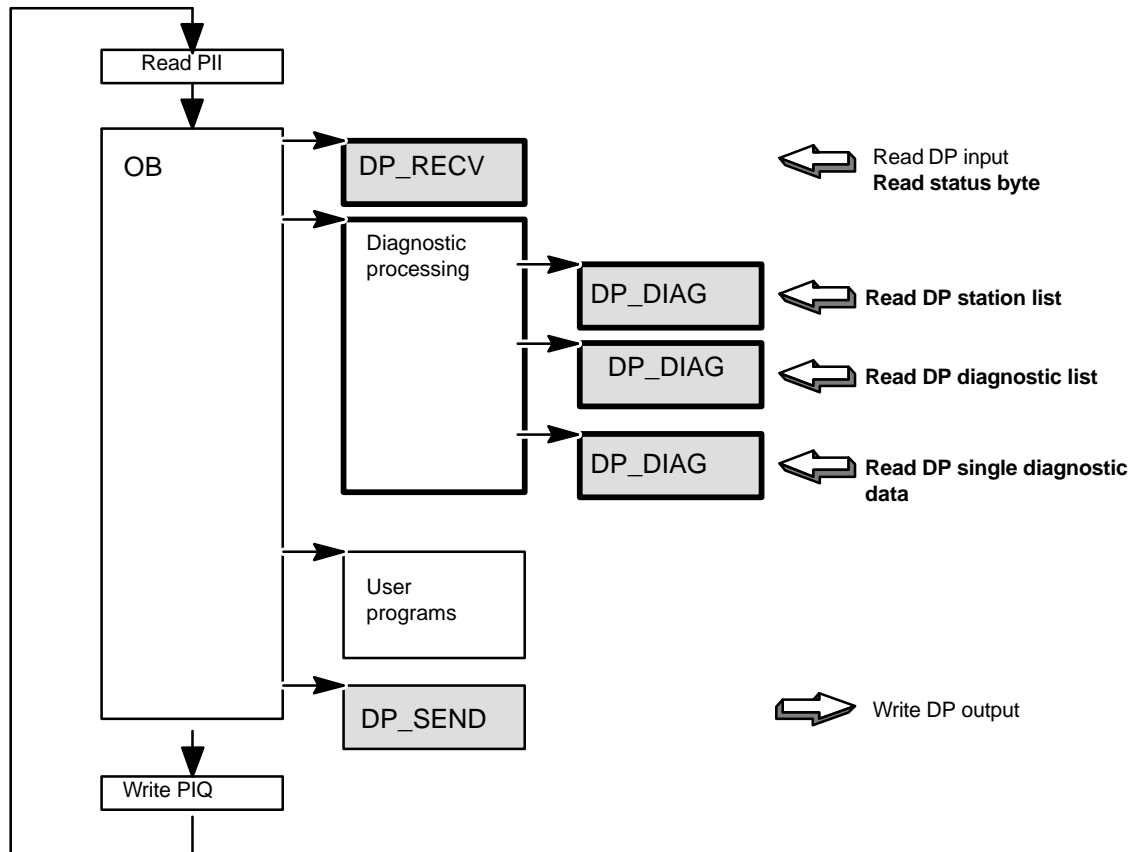 Read PII
OB
DP_RECV
Read DP input
Read status byte
Diagnostic
processing
DP_DIAG
Read DP station list
DP_DIAG
Read DP diagnostic list
DP_DIAG
Read DP single diagnostic
data
User
programs
DP_SEND
Write DP output
Write PIQ